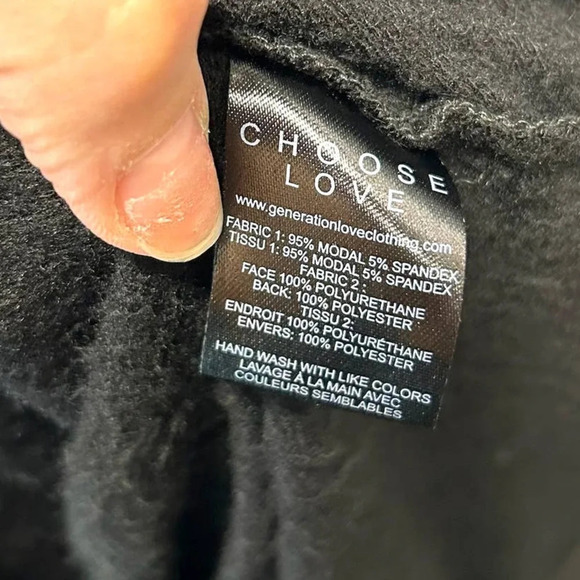 CHOOSE
LOVE
www.generationloveclothing.com
FABRIC 1: 95% MODAL 5% SPANDEX
TISSU 1: 95% MODAL 5% SPANDEX
FABRIC 2 :
FACE 100% POLYURETHANE
BACK: 100% POLYESTER
TISSU 2:
ENDROIT 100% POLYURÉTHANE
ENVERS: 100% POLYESTER
HAND WASH WITH LIKE COLORS
LAVAGE À LA MAIN AVEC
COULEURS SEMBLABLES